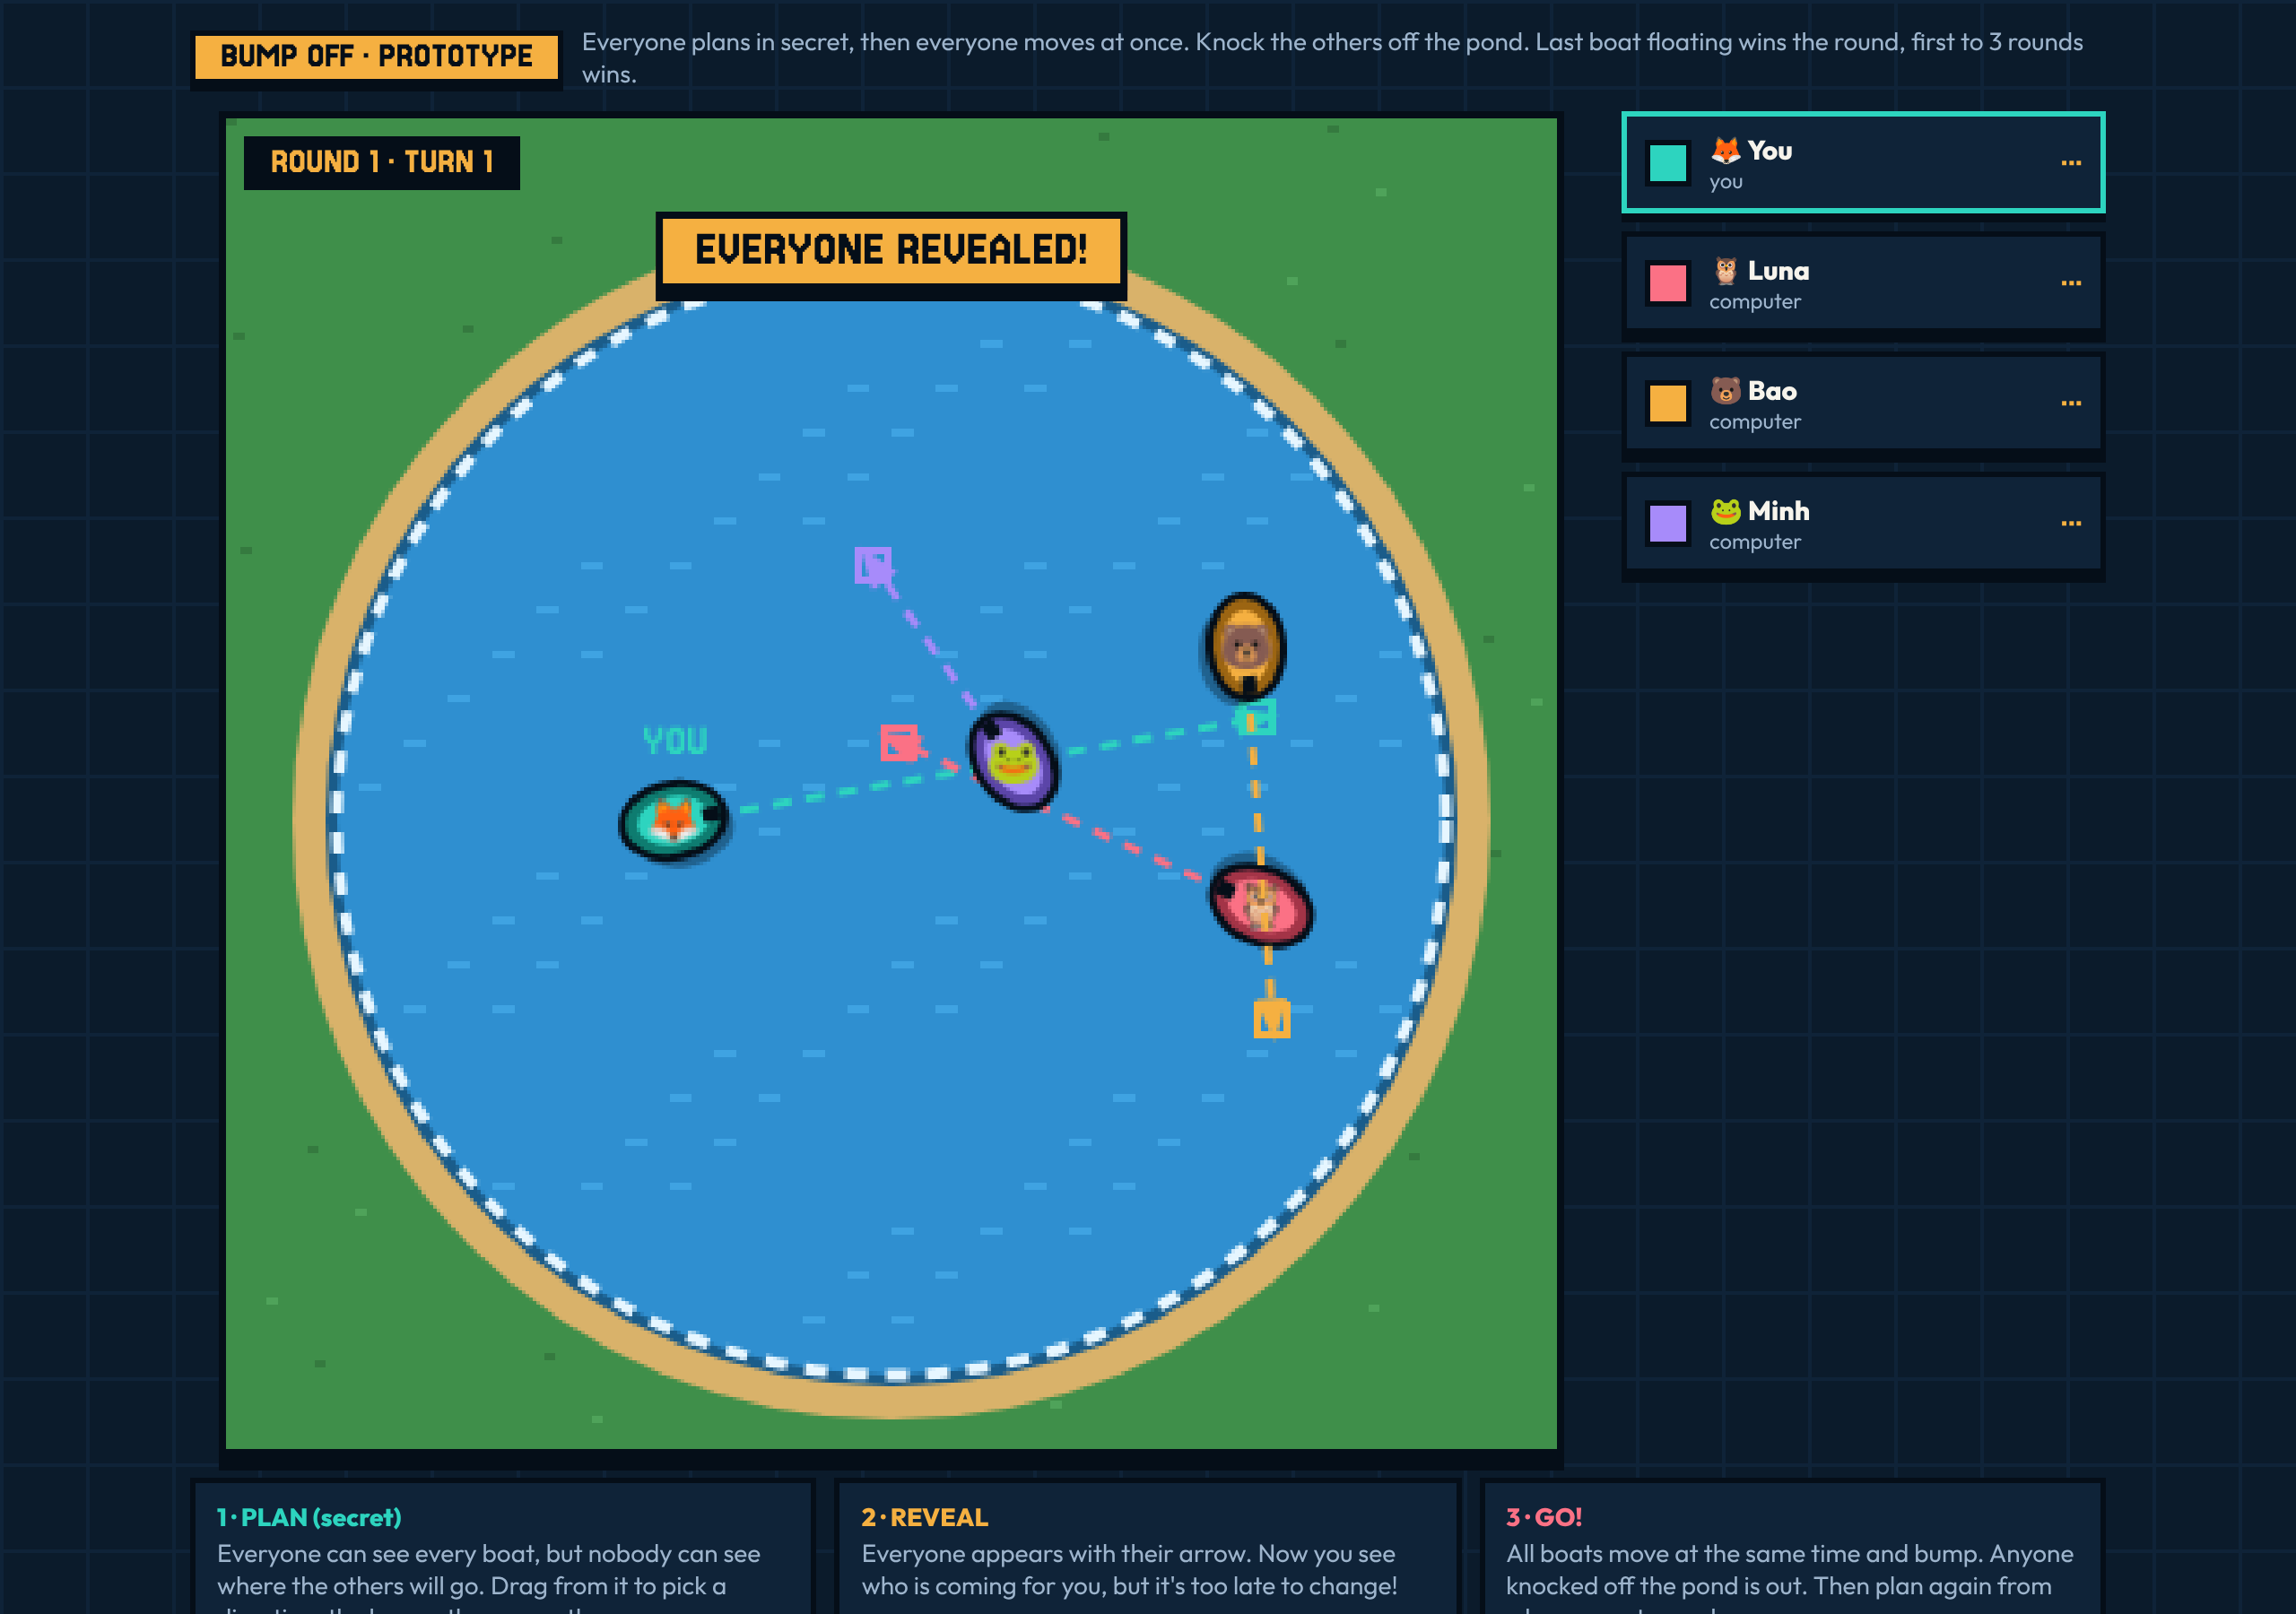 BUMP OFF · PROTOTYPE
Everyone plans in secret, then everyone moves at once. Knock the others off the pond. Last boat floating wins the round, first to 3 rounds
wins.
ROUND 1 · TURN 1
EVERYONE REVEALED!
YOU
You
you
...
Luna
computer
...
Bao
computer
...
Minh
computer
...
1 · PLAN (secret)
Everyone can see every boat, but nobody can see
where the others will go. Drag from it to pick a
2 · REVEAL
Everyone appears with their arrow. Now you see
who is coming for you, but it's too late to change!
3 · GO!
All boats move at the same time and bump. Anyone
knocked off the pond is out. Then plan again from